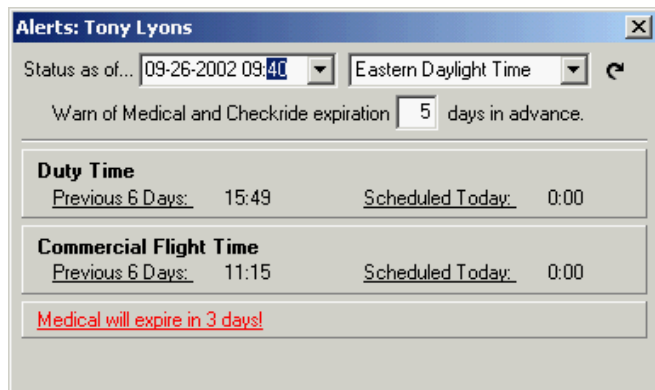 Alerts: Tony Lyons
Status as of... 09-26-2002 09:40 Eastern Daylight Time
Warn of Medical and Checkride expiration 5 days in advance.
Duty Time
Previous 6 Days: 15:49 Scheduled Today: 0:00
Commercial Flight Time
Previous 6 Days: 11:15 Scheduled Today: 0:00
Medical will expire in 3 days!